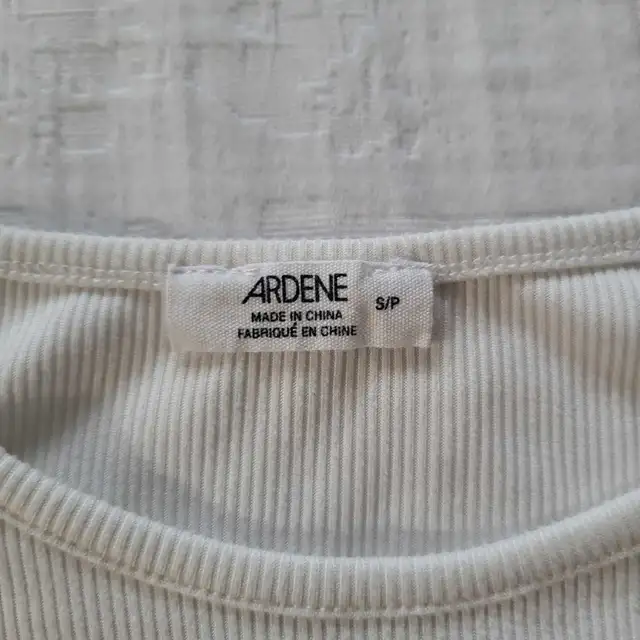 ARDENE
MADE IN CHINA
FABRIQUÉ EN CHINE
S/P